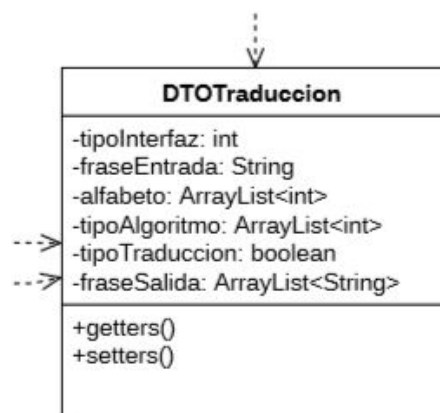 DTOTraduccion
-tipoInterfaz: int
-fraseEntrada: String
-alfabeto: ArrayList<int>
-tipoAlgoritmo: ArrayList<int>
-tipoTraduccion: boolean
-fraseSalida: ArrayList<String>
+getters()
+setters()